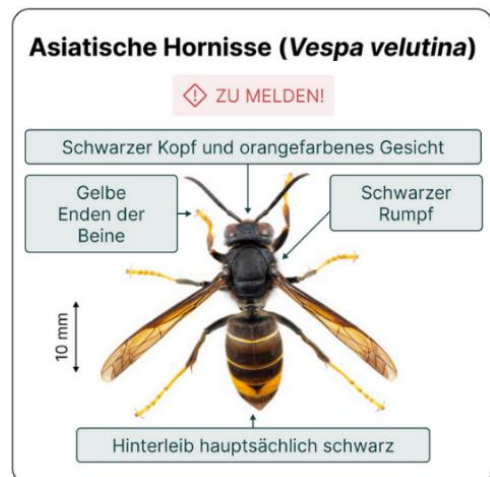 Asiatische Hornisse (Vespa velutina)
ZU MELDEN!
Schwarzer Kopf und orangefarbenes Gesicht
Gelbe
Enden der
Beine
Schwarzer
Rumpf
10 mm
Hinterleib hauptsächlich schwarz